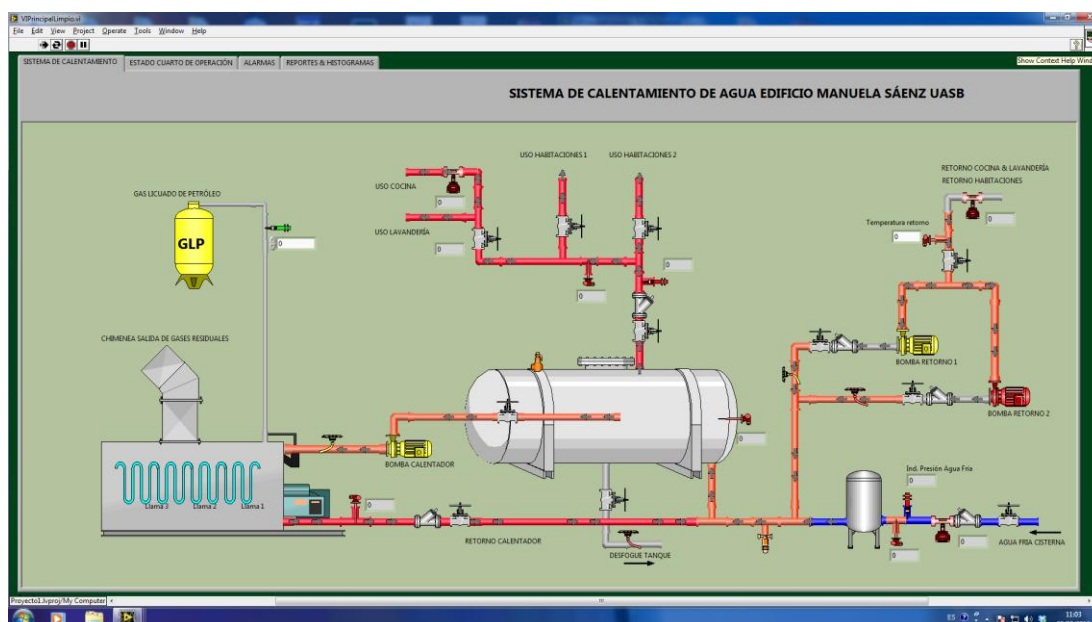 VIPrincipalLimpio.vi
File Edit View Project Operate Tools Window Help
Show Context Help Wind
SISTEMA DE CALENTAMIENTO ESTADO CUARTO DE OPERACIÓN ALARMAS REPORTES & HISTOGRAMAS
SISTEMA DE CALENTAMIENTO DE AGUA EDIFICIO MANUELA SÁENZ UASB
USO HABITACIONES 1 USO HABITACIONES 2
RETORNO COCINA & LAVANDERÍA
RETORNO HABITACIONES
USO COCINA
GAS LICUADO DE PETRÓLEO
0
0
Temperatura retorno
0
USO LAVANDERÍA
GLP
0
0
0
0
CHIMENEA SALIDA DE GASES RESIDUALES
BOMBA RETORNO 1
BOMBA RETORNO 2
0
BOMBA CALENTADOR
Ind. Presión Agua Fría
0
Llama 3 Llama 2 Llama 1
0
RETORNO CALENTADOR
DESFOGUE TANQUE
0
0
AGUA FRIA CISTERNA
Proyecto1.lvproj/My Computer
ES
11:03